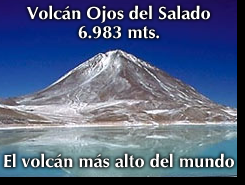 Volcán Ojos del Salado
6.983 mts.
El volcán más alto del mundo